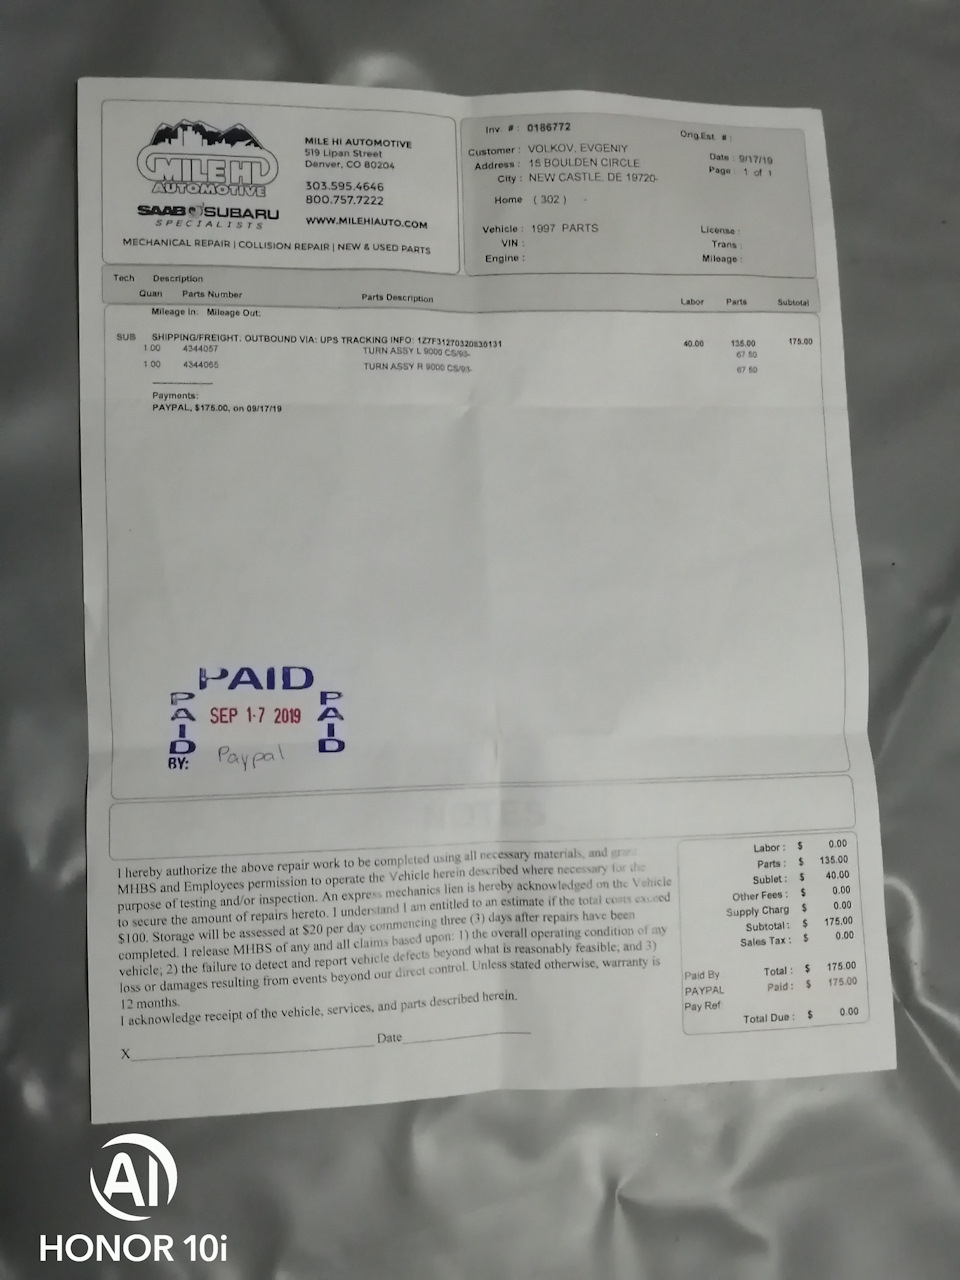 MILE HI
AUTOMOTIVE
SAAB SUBARU
SPECIALISTS
MILE HI AUTOMOTIVE
519 Lipan Street
Denver, CO 80204
303.595.4646
800.757.7222
WWW.MILEHIAUTO.COM
MECHANICAL REPAIR | COLLISION REPAIR | NEW & USED PARTS
Inv. # : 0186772
Orig.Est. # :
Customer : VOLKOV, EVGENIY
Date : 9/17/19
Address : 15 BOULDEN CIRCLE
Page : 1 of 1
City : NEW CASTLE, DE 19720-
Home ( 302 ) -
Vehicle : 1997 PARTS
License :
VIN :
Trans :
Engine :
Mileage :
Tech Description
Quan Parts Number Parts Description Labor Parts Subtotal
Mileage In: Mileage Out:
SUB SHIPPING/FREIGHT: OUTBOUND VIA: UPS TRACKING INFO: 40.00 135.00 175.00
1.00 4344057 TURN ASSY L 9000 CS/93- 67.50
1.00 4344065 TURN ASSY R 9000 CS/93- 67.50
Payments:
PAYPAL, $175.00, on 09/17/19
PAID
PAID
SEP 17 2019
PAID
BY: Paypal
NOTES
I hereby authorize the above repair work to be completed using all necessary materials, and grant
MHBS and Employees permission to operate the Vehicle herein described where necessary for the
purpose of testing and/or inspection. An express mechanics lien is hereby acknowledged on the Vehicle
to secure the amount of repairs hereto. I understand I am entitled to an estimate if the total costs exceed
$100. Storage will be assessed at $20 per day commencing three (3) days after repairs have been
completed. I release MHBS of any and all claims based upon: 1) the overall operating condition of my
vehicle; 2) the failure to detect and report vehicle defects beyond what is reasonably feasible; and 3)
loss or damages resulting from events beyond our direct control. Unless stated otherwise, warranty is
12 months.
I acknowledge receipt of the vehicle, services, and parts described herein.
X Date
Labor : $ 0.00
Parts : $ 135.00
Sublet : $ 40.00
Other Fees : $ 0.00
Supply Charg $ 0.00
Subtotal : $ 175.00
Sales Tax : $ 0.00
Paid By Total : $ 175.00
PAYPAL Paid : $ 175.00
Pay Ref
Total Due : $ 0.00
AI
HONOR 10i